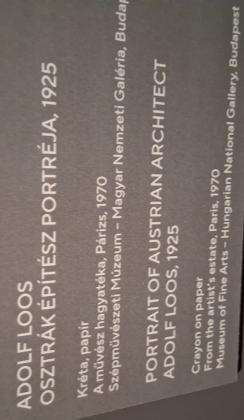 ADOLF LOOS
OSZTRÁK ÉPÍTÉSZ PORTRÉJA, 1925
Kréta, papír
A művész hagyatéka, Párizs, 1970
Szépművészeti Múzeum – Magyar Nemzeti Galéria, Budap
PORTRAIT OF AUSTRIAN ARCHITECT
ADOLF LOOS, 1925
Crayon on paper
From the artist's estate, Paris, 1970
Museum of Fine Arts – Hungarian National Gallery, Budapest